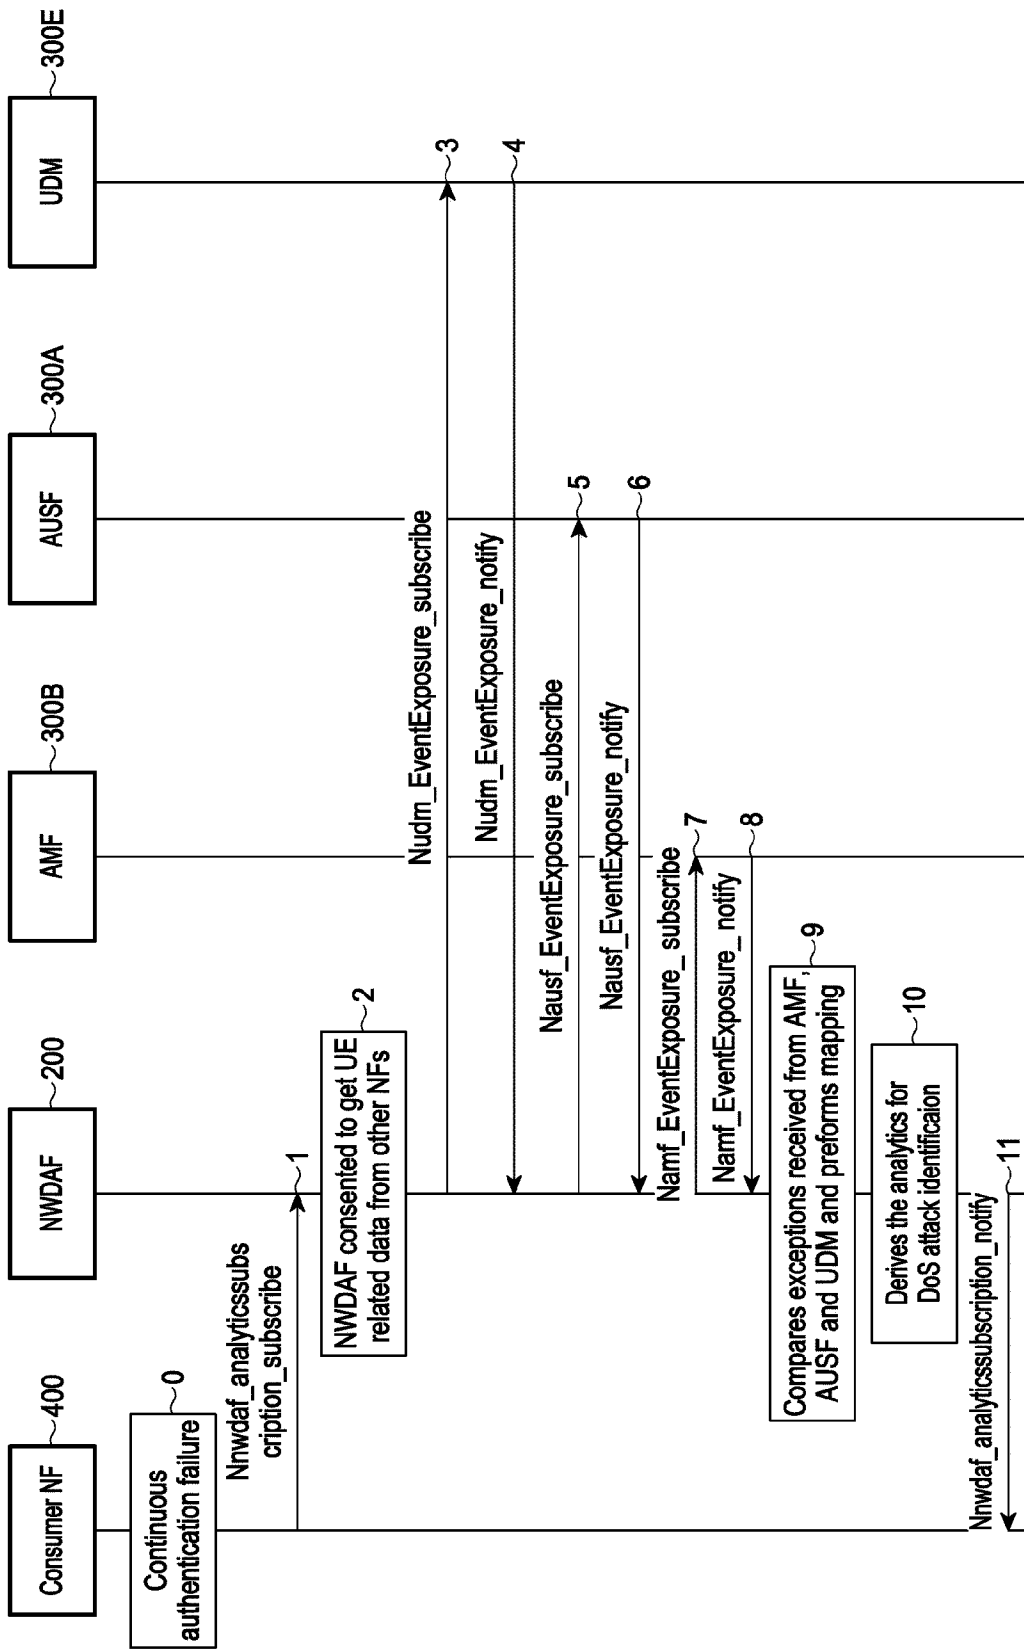 Consumer NF
400
NWDAF
200
AMF
300B
AUSF
300A
UDM
300E
Continuous
authentication failure
0
Nnwdaf_analyticssubs
cription_subscribe
1
NWDAF consented to get UE
related data from other NFs
2
Nudm_EventExposure_subscribe
3
Nudm_EventExposure_notify
4
Nausf_EventExposure_subscribe
5
Nausf_EventExposure_notify
6
Namf_EventExposure_ subscribe
7
Namf_EventExposure_ notify
8
Compares exceptions received from AMF,
AUSF and UDM and preforms mapping
9
Derives the analytics for
DoS attack identificaion
10
Nnwdaf_analyticssubscription_notify
11